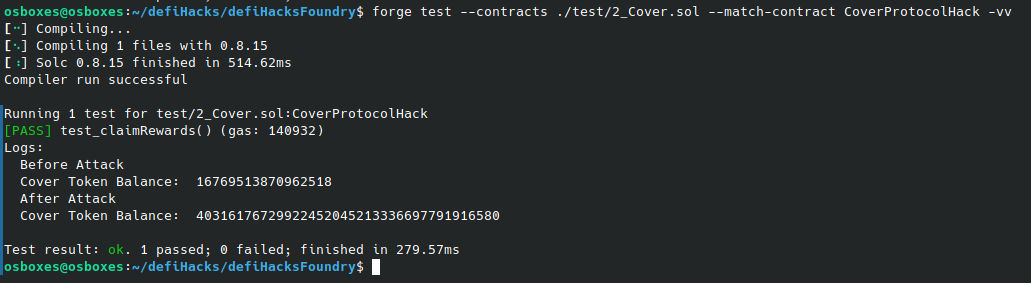 osboxes@osboxes:~/defiHacks/defiHacksFoundry$ forge test --contracts ./test/2_Cover.sol --match-contract CoverProtocolHack -vv
[⠒] Compiling...
[⠢] Compiling 1 files with 0.8.15
[⠰] Solc 0.8.15 finished in 514.62ms
Compiler run successful
Running 1 test for test/2_Cover.sol:CoverProtocolHack
[PASS] test_claimRewards() (gas: 140932)
Logs:
Before Attack
Cover Token Balance: 16769513870962518
After Attack
Cover Token Balance: 40316176729922452045213336697791916580
Test result: ok. 1 passed; 0 failed; finished in 279.57ms
osboxes@osboxes:~/defiHacks/defiHacksFoundry$